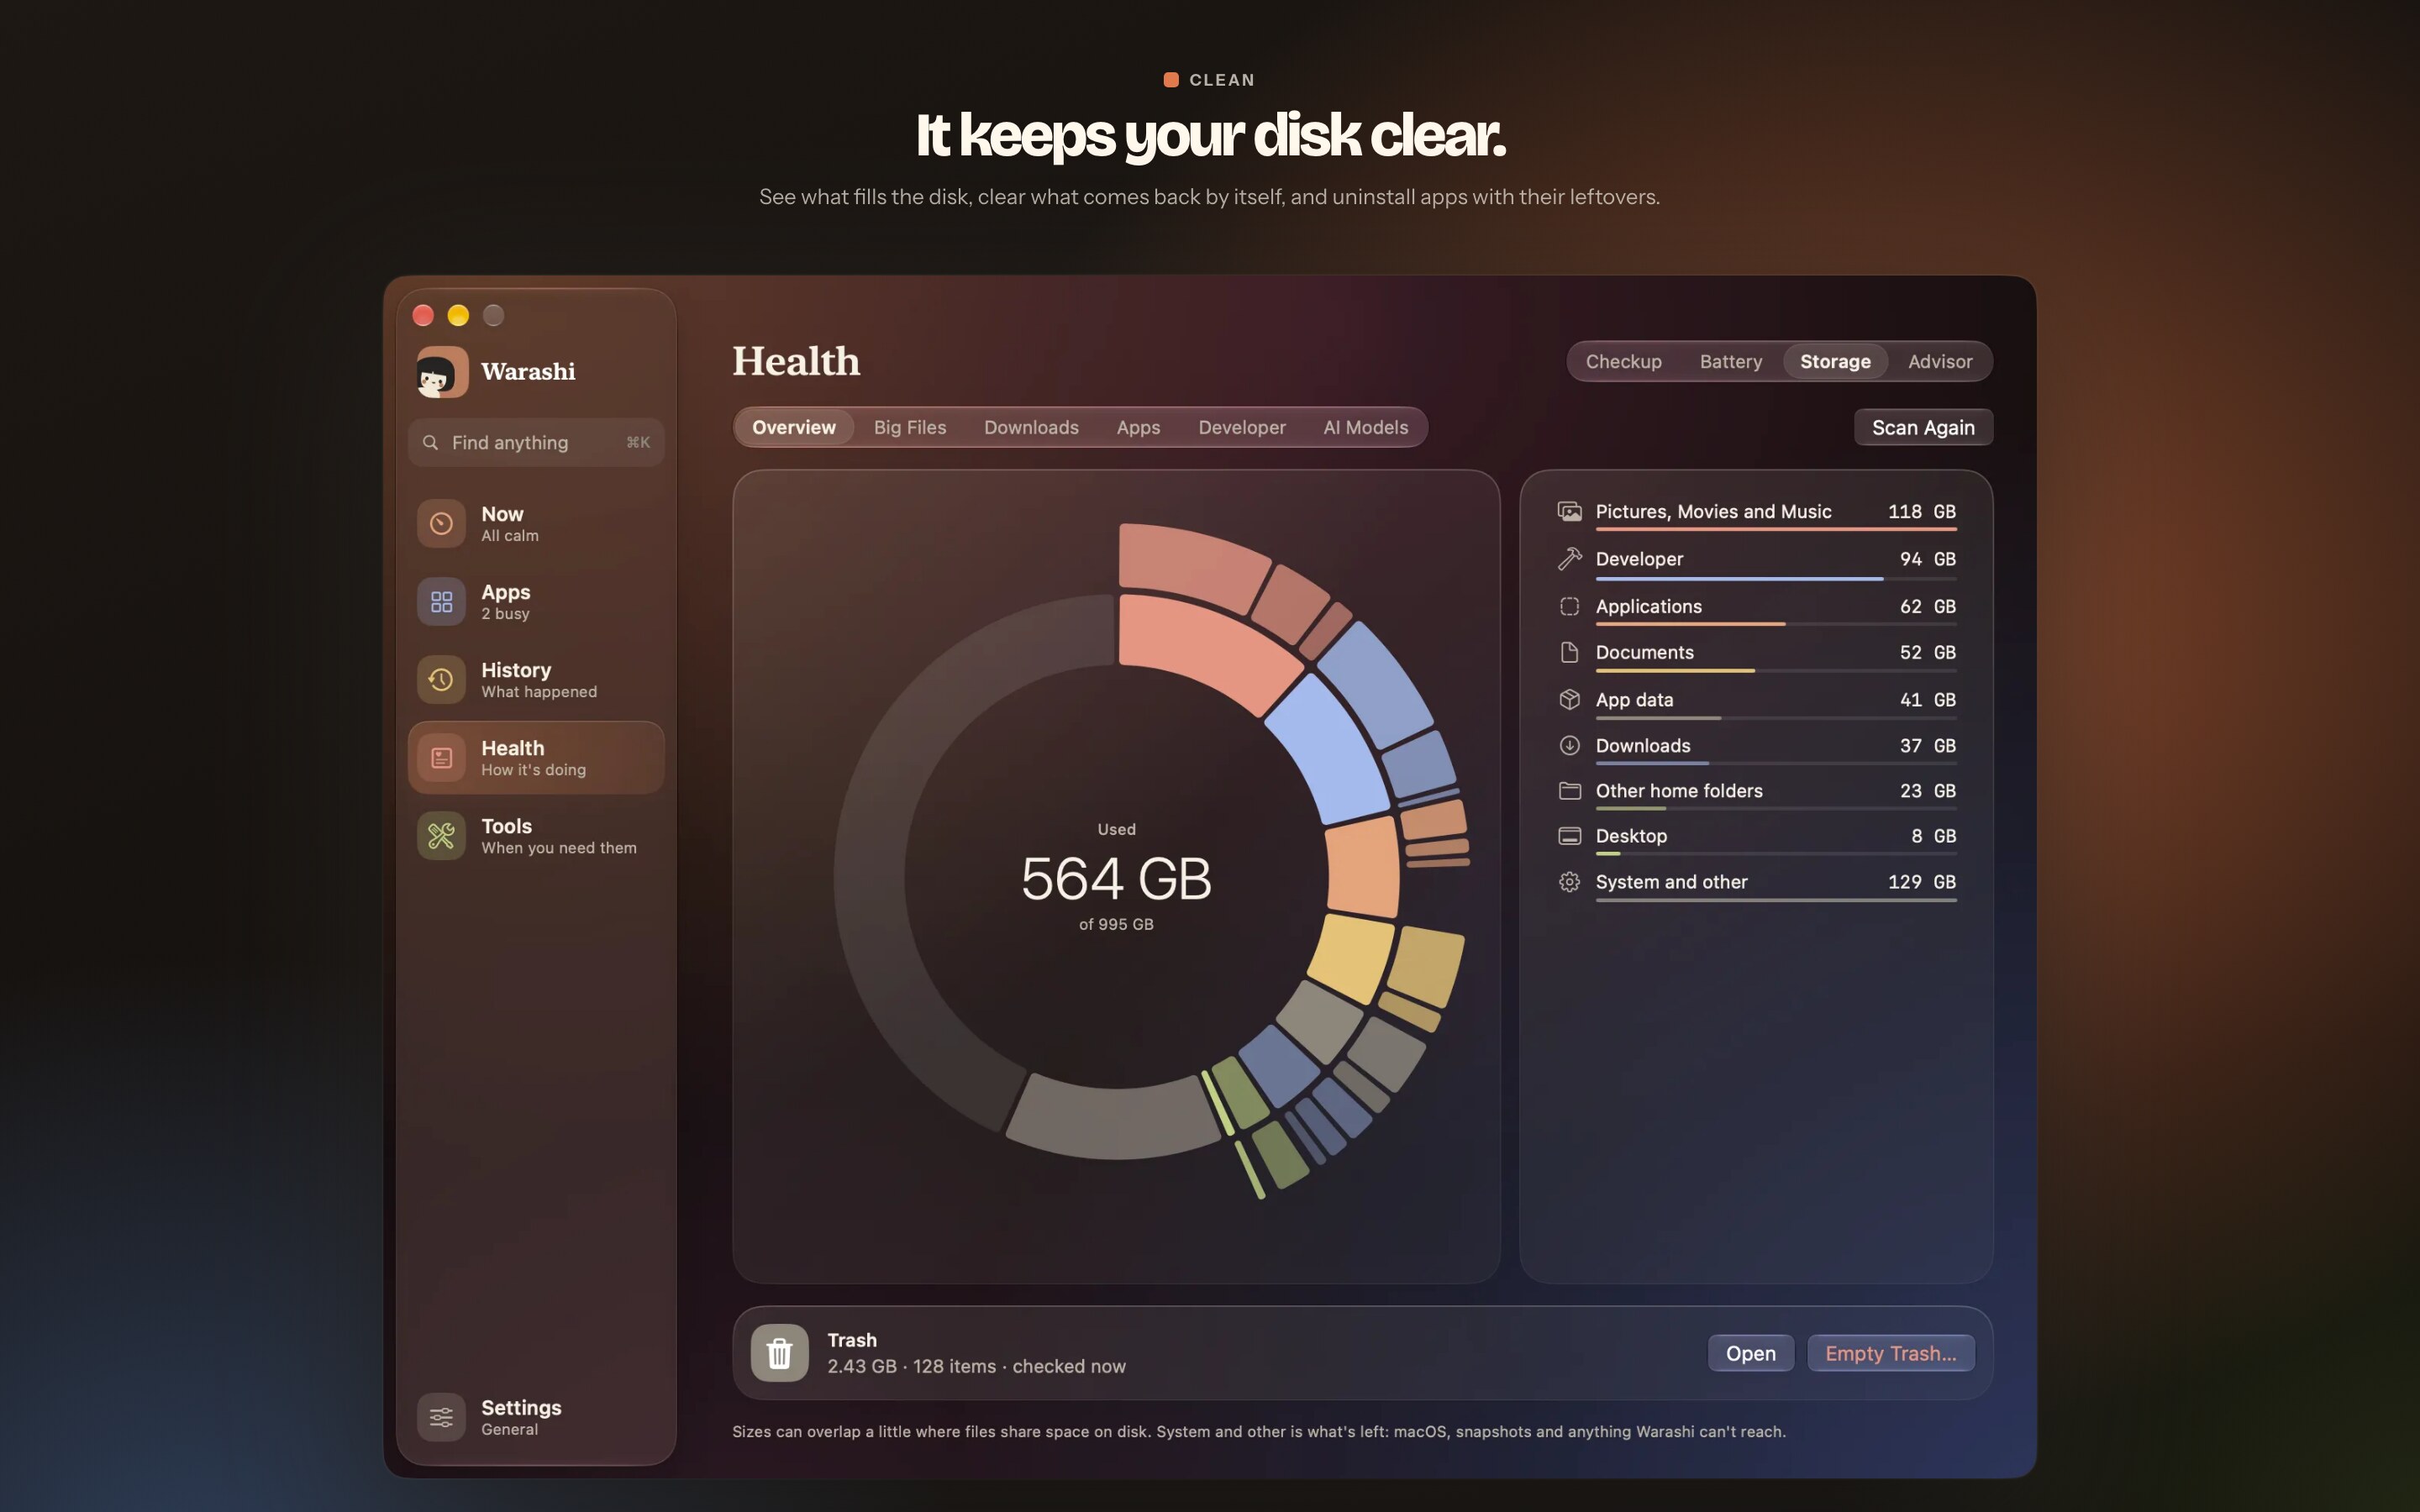 CLEAN
It keeps your disk clear.
See what fills the disk, clear what comes back by itself, and uninstall apps with their leftovers.
Warashi
Find anything ⌘K
Now
All calm
Apps
2 busy
History
What happened
Health
How it's doing
Tools
When you need them
Settings
General
Health
Checkup Battery Storage Advisor
Overview Big Files Downloads Apps Developer AI Models
Scan Again
Used
564 GB
of 995 GB
Pictures, Movies and Music 118 GB
Developer 94 GB
Applications 62 GB
Documents 52 GB
App data 41 GB
Downloads 37 GB
Other home folders 23 GB
Desktop 8 GB
System and other 129 GB
Trash
2.43 GB · 128 items · checked now
Open Empty Trash...
Sizes can overlap a little where files share space on disk. System and other is what's left: macOS, snapshots and anything Warashi can't reach.